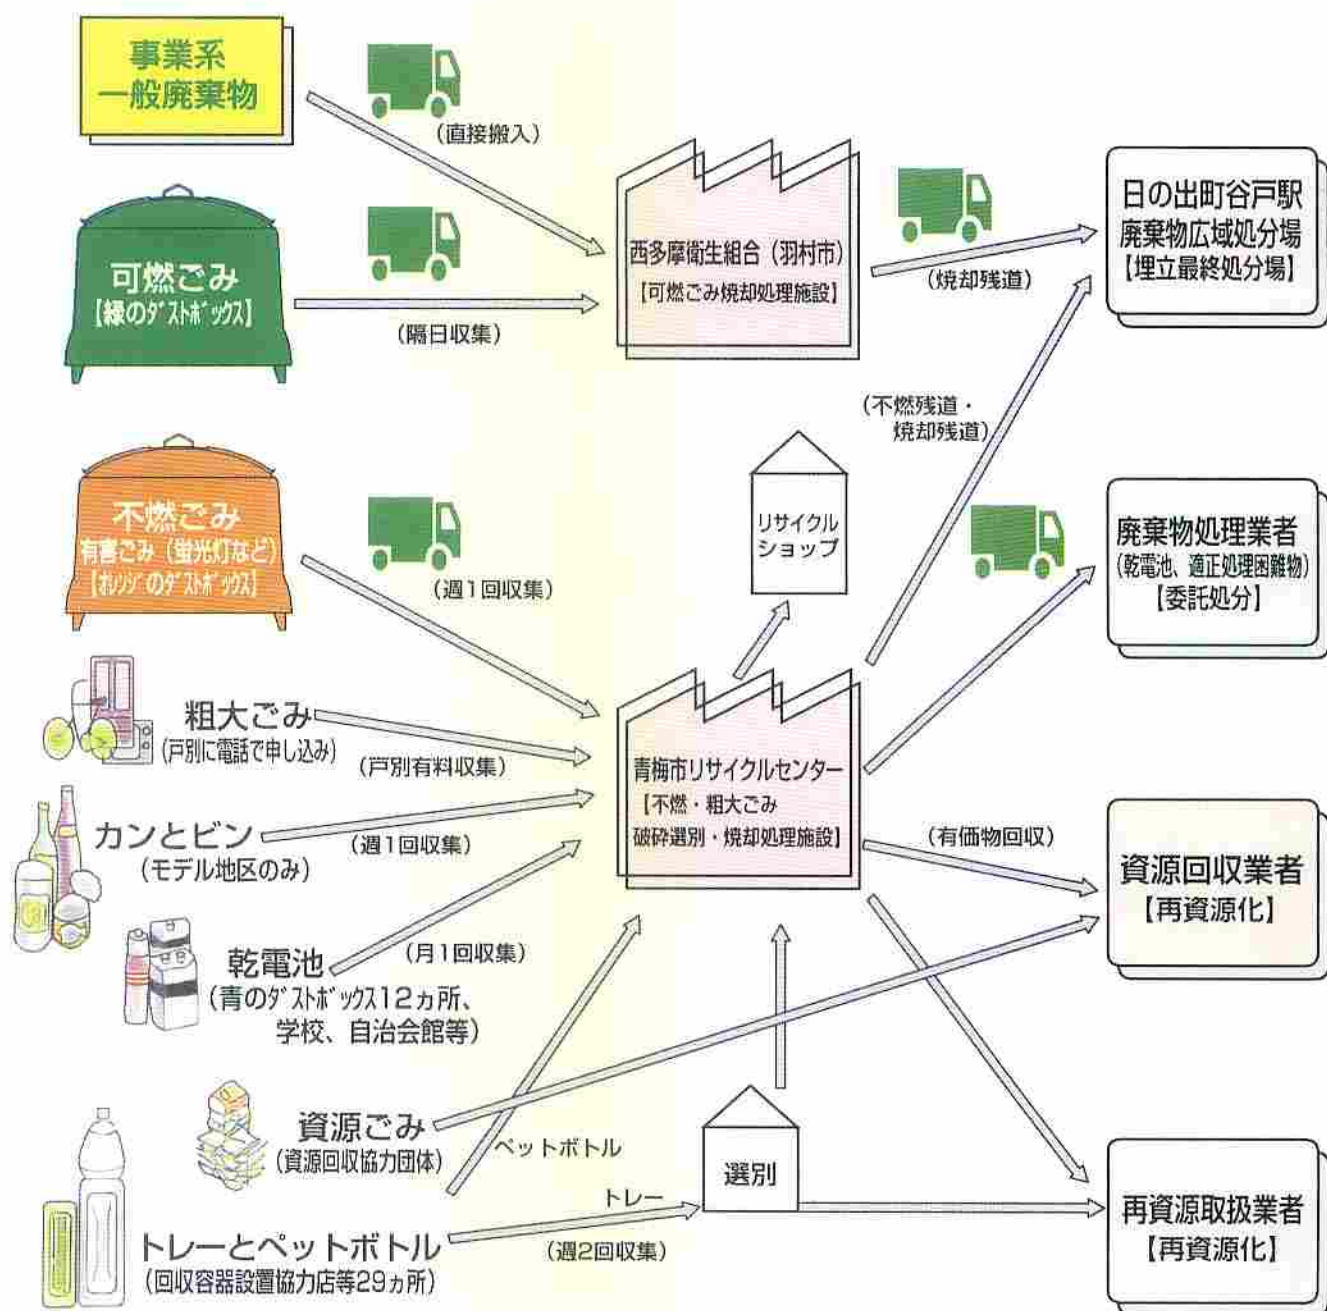 事業系
一般廃棄物
(直接搬入)
可燃ごみ
【緑のダストボックス】
(隔日収集)
西多摩衛生組合(羽村市)
【可燃ごみ焼却処理施設】
(焼却残道)
日の出町谷戸駅
廃棄物広域処分場
【埋立最終処分場】
(不燃残道・
焼却残道)
不燃ごみ
有害ごみ(蛍光灯など)
【オレンジのダストボックス】
(週1回収集)
リサイクル
ショップ
廃棄物処理業者
(乾電池、適正処理困難物)
【委託処分】
粗大ごみ
(戸別に電話で申し込み)
(戸別有料収集)
カンとビン
(モデル地区のみ)
(週1回収集)
青梅市リサイクルセンター
【不燃・粗大ごみ
破砕選別・焼却処理施設】
(有価物回収)
資源回収業者
【再資源化】
乾電池
(青のダストボックス12ヵ所、
学校、自治会館等)
(月1回収集)
資源ごみ
(資源回収協力団体)
ペットボトル
トレーとペットボトル
(回収容器設置協力店等29ヵ所)
トレー
(週2回収集)
選別
再資源取扱業者
【再資源化】